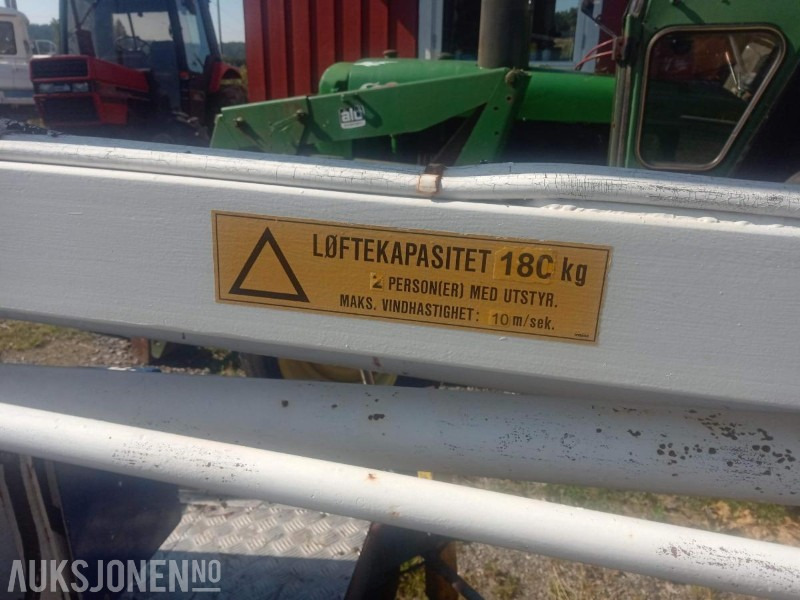 LØFTEKAPASITET 180 kg
2 PERSON(ER) MED UTSTYR.
MAKS. VINDHASTIGHET: 10 m/sek.
alö
AUKSJONEN.NO